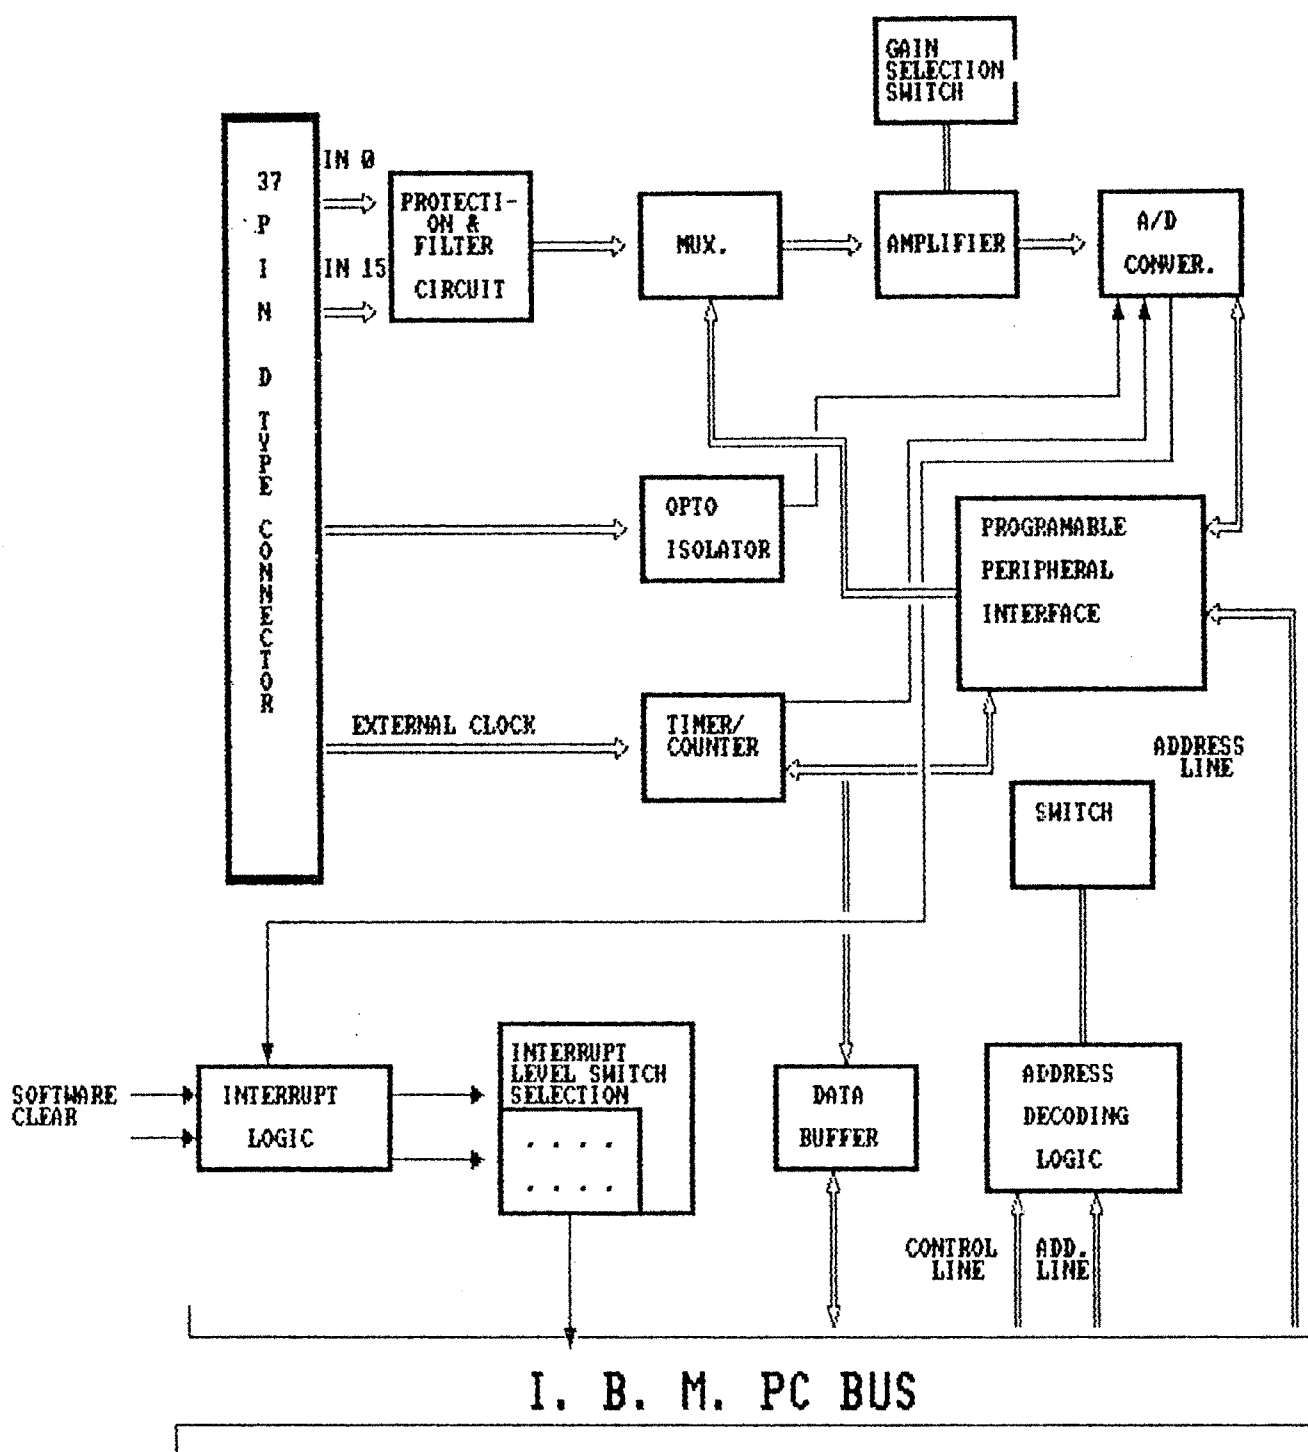 GAIN
SELECTION
SWITCH
37
P
I
N
D
TYPE
CONNECTOR
IN 0
IN 15
PROTECTI-
ON &
FILTER
CIRCUIT
MUX.
AMPLIFIER
A/D
CONVER.
OPTO
ISOLATOR
PROGRAMABLE
PERIPHERAL
INTERFACE
EXTERNAL CLOCK
TIMER/
COUNTER
ADDRESS
LINE
SWITCH
SOFTWARE
CLEAR
INTERRUPT
LOGIC
INTERRUPT
LEVEL SWITCH
SELECTION
. . . .
. . . .
DATA
BUFFER
ADDRESS
DECODING
LOGIC
CONTROL
LINE
ADD.
LINE
I. B. M. PC BUS